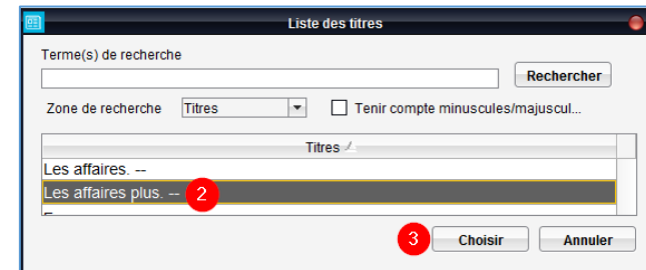 Liste des titres
Terme(s) de recherche
Rechercher
Zone de recherche Titres Tenir compte minuscules/majuscul...
Titres
Les affaires. --
Les affaires plus. -- 2
3 Choisir Annuler